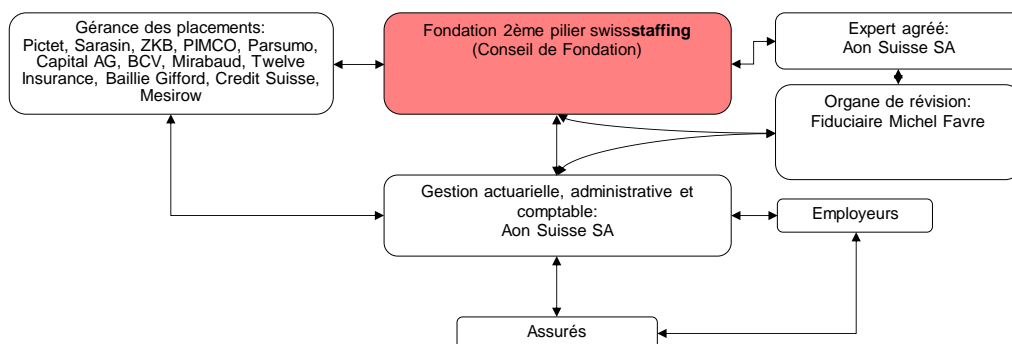 Gérance des placements:
Pictet, Sarasin, ZKB, PIMCO, Parsumo,
Capital AG, BCV, Mirabaud, Twelve
Insurance, Baillie Gifford, Credit Suisse,
Mesirow
Fondation 2ème pilier swissstaffing
(Conseil de Fondation)
Expert agréé:
Aon Suisse SA
Organe de révision:
Fiduciaire Michel Favre
Gestion actuarielle, administrative et
comptable:
Aon Suisse SA
Employeurs
Assurés